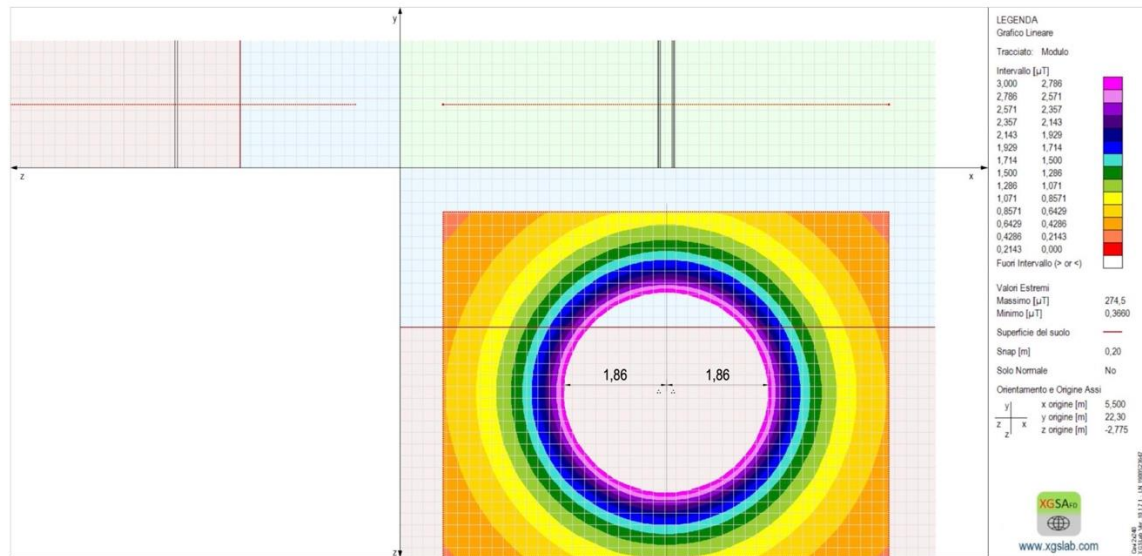 y
z
x
1,86
1,86
z
LEGENDA
Grafico Lineare
Tracciato: Modulo
Intervallo [µT]
3,000 2,786
2,786 2,571
2,571 2,357
2,357 2,143
2,143 1,929
1,929 1,714
1,714 1,500
1,500 1,286
1,286 1,071
1,071 0,8571
0,8571 0,6429
0,6429 0,4286
0,4286 0,2143
0,2143 0,000
Fuori Intervallo (> or <)
Valori Estremi
Massimo [µT] 274,5
Minimo [µT] 0,3660
Superficie del suolo
Snap [m] 0,20
Solo Normale No
Orientamento e Origine Assi
y x origine [m] 5,500
z x y origine [m] 22,30
z z origine [m] -2,775
XGSA FD
www.xgslab.com